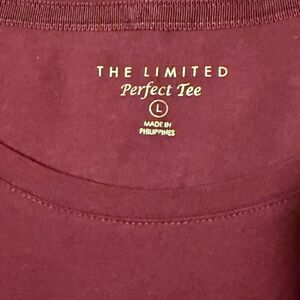 THE LIMITED
Perfect Tee
L
MADE IN
PHILIPPINES